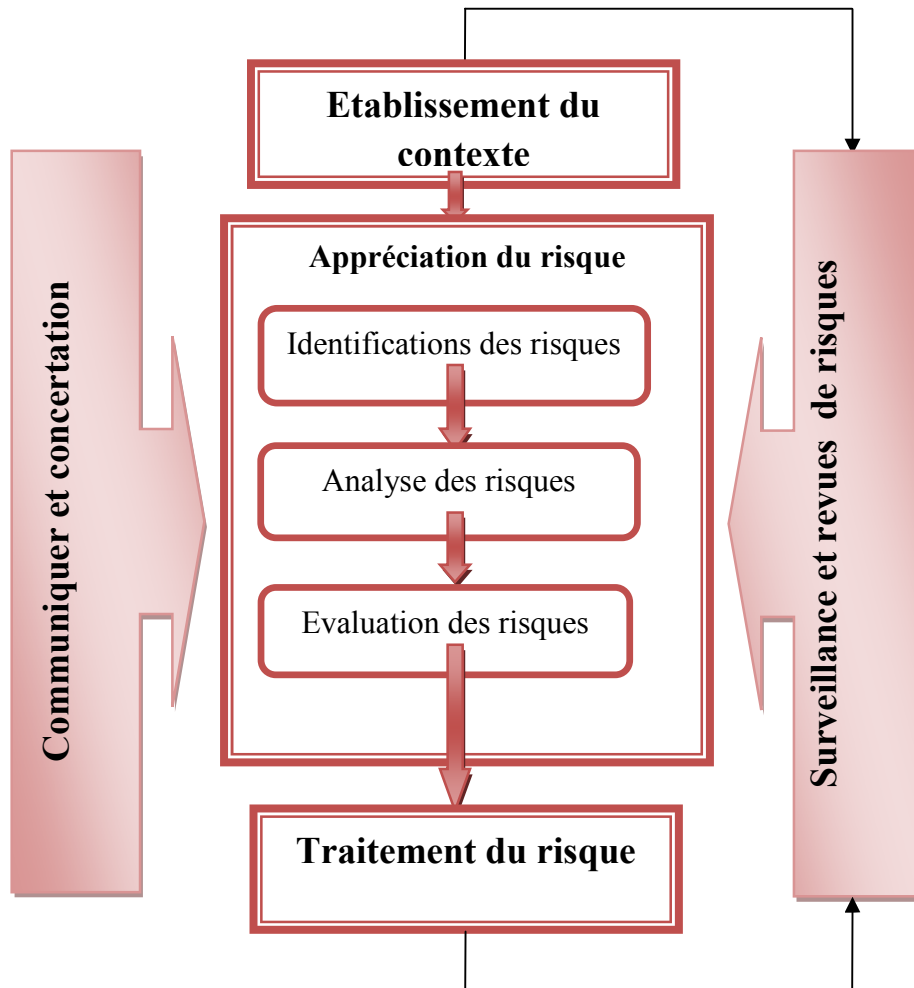 Etablissement du
contexte
Appréciation du risque
Identifications des risques
Analyse des risques
Evaluation des risques
Traitement du risque
Communiquer et concertation
Surveillance et revues de risques